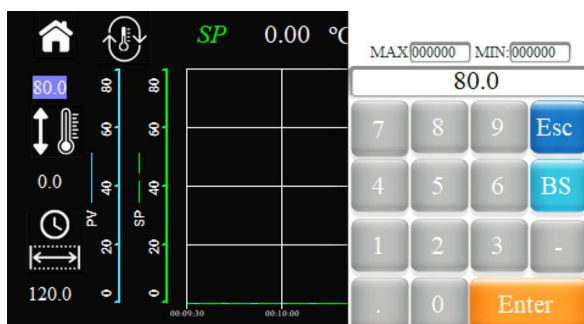 SP 0.00 °C
MAX 000000 MIN: 000000
80.0
80.0
80 80
60 60
0.0
40 40
PV SP
20 20
120.0
0 0
00:09:30 00:10:00
7 8 9 Esc
4 5 6 BS
1 2 3 -
. 0 Enter